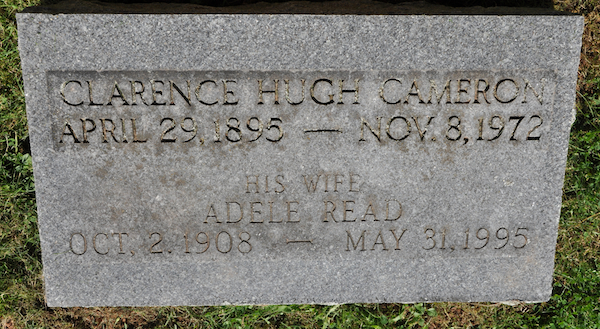 CLARENCE HUGH CAMERON
APRIL 29, 1895 — NOV. 8, 1972
HIS WIFE
ADELE READ
OCT. 2, 1908 — MAY 31, 1995